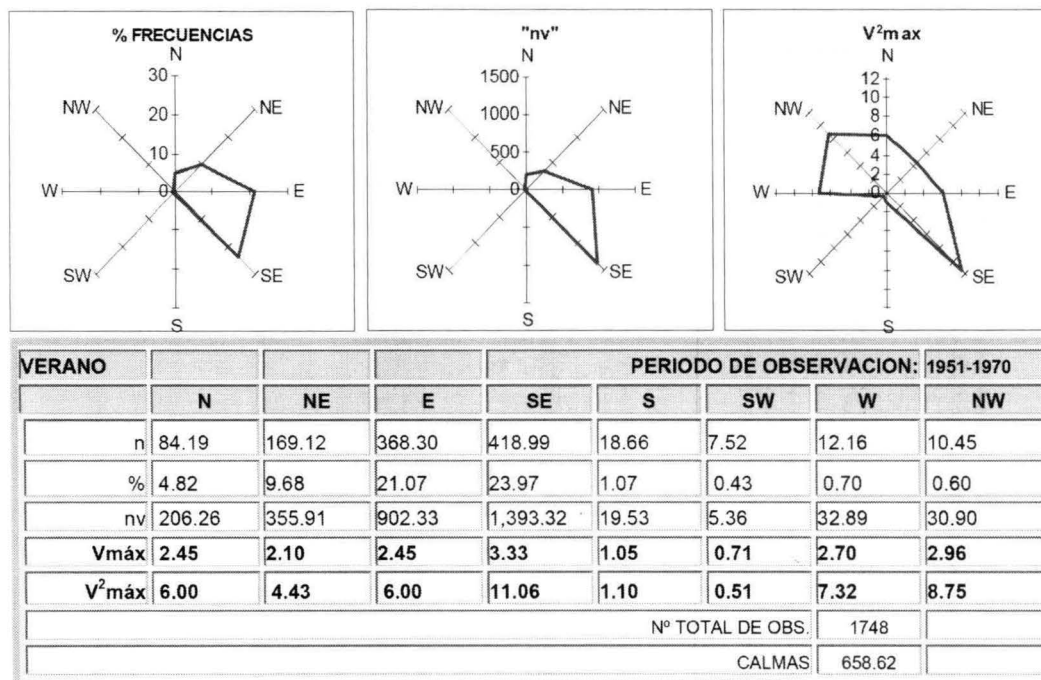 % FRECUENCIAS
N
30
20
10
0
NW
NE
W
E
SW
SE
S
"nv"
N
1500
1000
500
0
NW
NE
W
E
SW
SE
S
V²max
N
12
10
8
6
4
2
0
NW
NE
W
E
SW
SE
S
VERANO PERIODO DE OBSERVACION: 1951-1970
N NE E SE S SW W NW
n 84.19 169.12 368.30 418.99 18.66 7.52 12.16 10.45
% 4.82 9.68 21.07 23.97 1.07 0.43 0.70 0.60
nv 206.26 355.91 902.33 1,393.32 19.53 5.36 32.89 30.90
Vmáx 2.45 2.10 2.45 3.33 1.05 0.71 2.70 2.96
V²máx 6.00 4.43 6.00 11.06 1.10 0.51 7.32 8.75
Nº TOTAL DE OBS. 1748
CALMAS 658.62